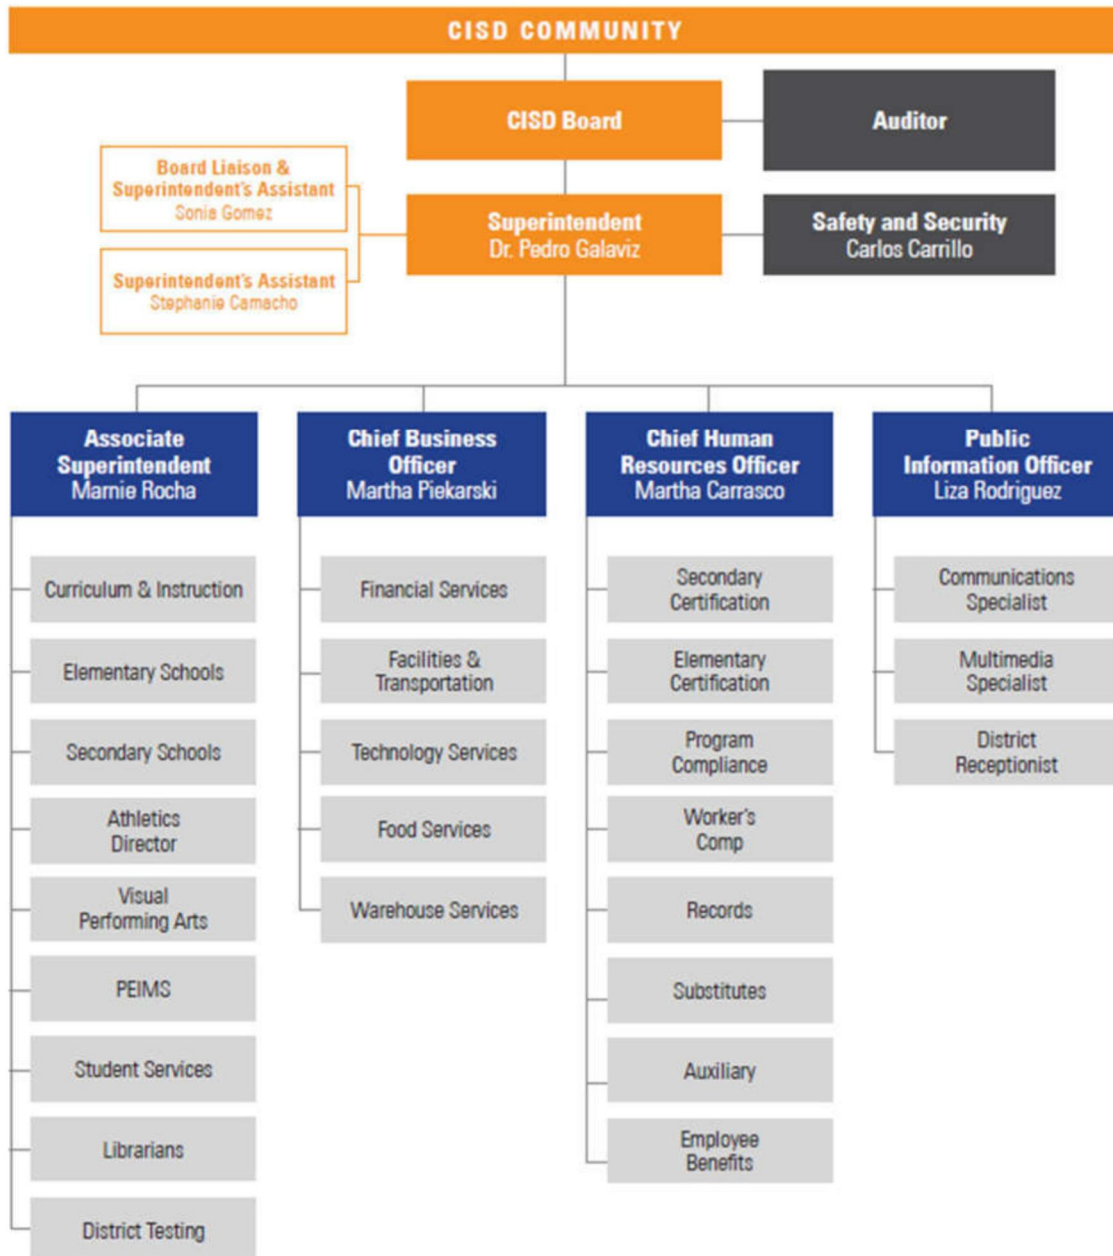 CISD COMMUNITY
CISD Board
Auditor
Board Liaison &
Superintendent's Assistant
Sonia Gomez
Superintendent
Dr. Pedro Galaviz
Safety and Security
Carlos Carrillo
Superintendent's Assistant
Stephanie Camacho
Associate
Superintendent
Marnie Rocha
Chief Business
Officer
Martha Piekarski
Chief Human
Resources Officer
Martha Carrasco
Public
Information Officer
Liza Rodriguez
Curriculum & Instruction
Elementary Schools
Secondary Schools
Athletics
Director
Visual
Performing Arts
PEIMS
Student Services
Librarians
District Testing
Financial Services
Facilities &
Transportation
Technology Services
Food Services
Warehouse Services
Secondary
Certification
Elementary
Certification
Program
Compliance
Worker's
Comp
Records
Substitutes
Auxiliary
Employee
Benefits
Communications
Specialist
Multimedia
Specialist
District
Receptionist